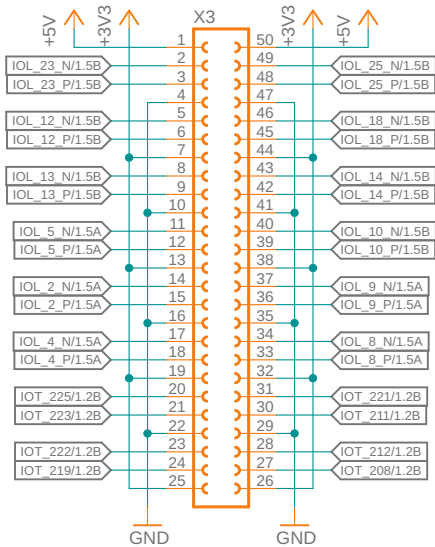 X3
+5V +3V3 +3V3 +5V
1 50
IOL_23_N/1.5B 2 49 IOL_25_N/1.5B
IOL_23_P/1.5B 3 48 IOL_25_P/1.5B
4 47
IOL_12_N/1.5B 5 46 IOL_18_N/1.5B
IOL_12_P/1.5B 6 45 IOL_18_P/1.5B
7 44
IOL_13_N/1.5B 8 43 IOL_14_N/1.5B
IOL_13_P/1.5B 9 42 IOL_14_P/1.5B
10 41
IOL_5_N/1.5A 11 40 IOL_10_N/1.5B
IOL_5_P/1.5A 12 39 IOL_10_P/1.5B
13 38
IOL_2_N/1.5A 14 37 IOL_9_N/1.5A
IOL_2_P/1.5A 15 36 IOL_9_P/1.5A
16 35
IOL_4_N/1.5A 17 34 IOL_8_N/1.5A
IOL_4_P/1.5A 18 33 IOL_8_P/1.5A
19 32
IOT_225/1.2B 20 31 IOT_221/1.2B
IOT_223/1.2B 21 30 IOT_211/1.2B
22 29
IOT_222/1.2B 23 28 IOT_212/1.2B
IOT_219/1.2B 24 27 IOT_208/1.2B
25 26
GND GND